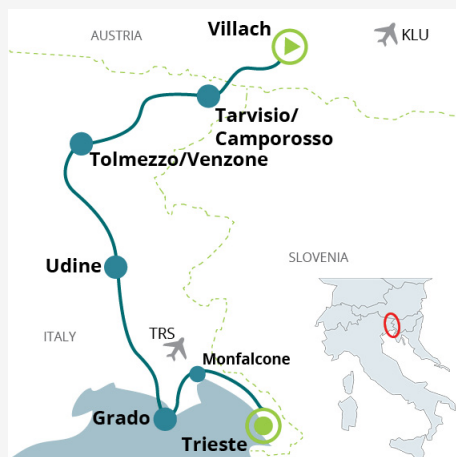 AUSTRIA
Villach
KLU
Tarvisio/
Camporosso
Tolmezzo/Venzone
SLOVENIA
Udine
ITALY
TRS
Monfalcone
Grado
Trieste